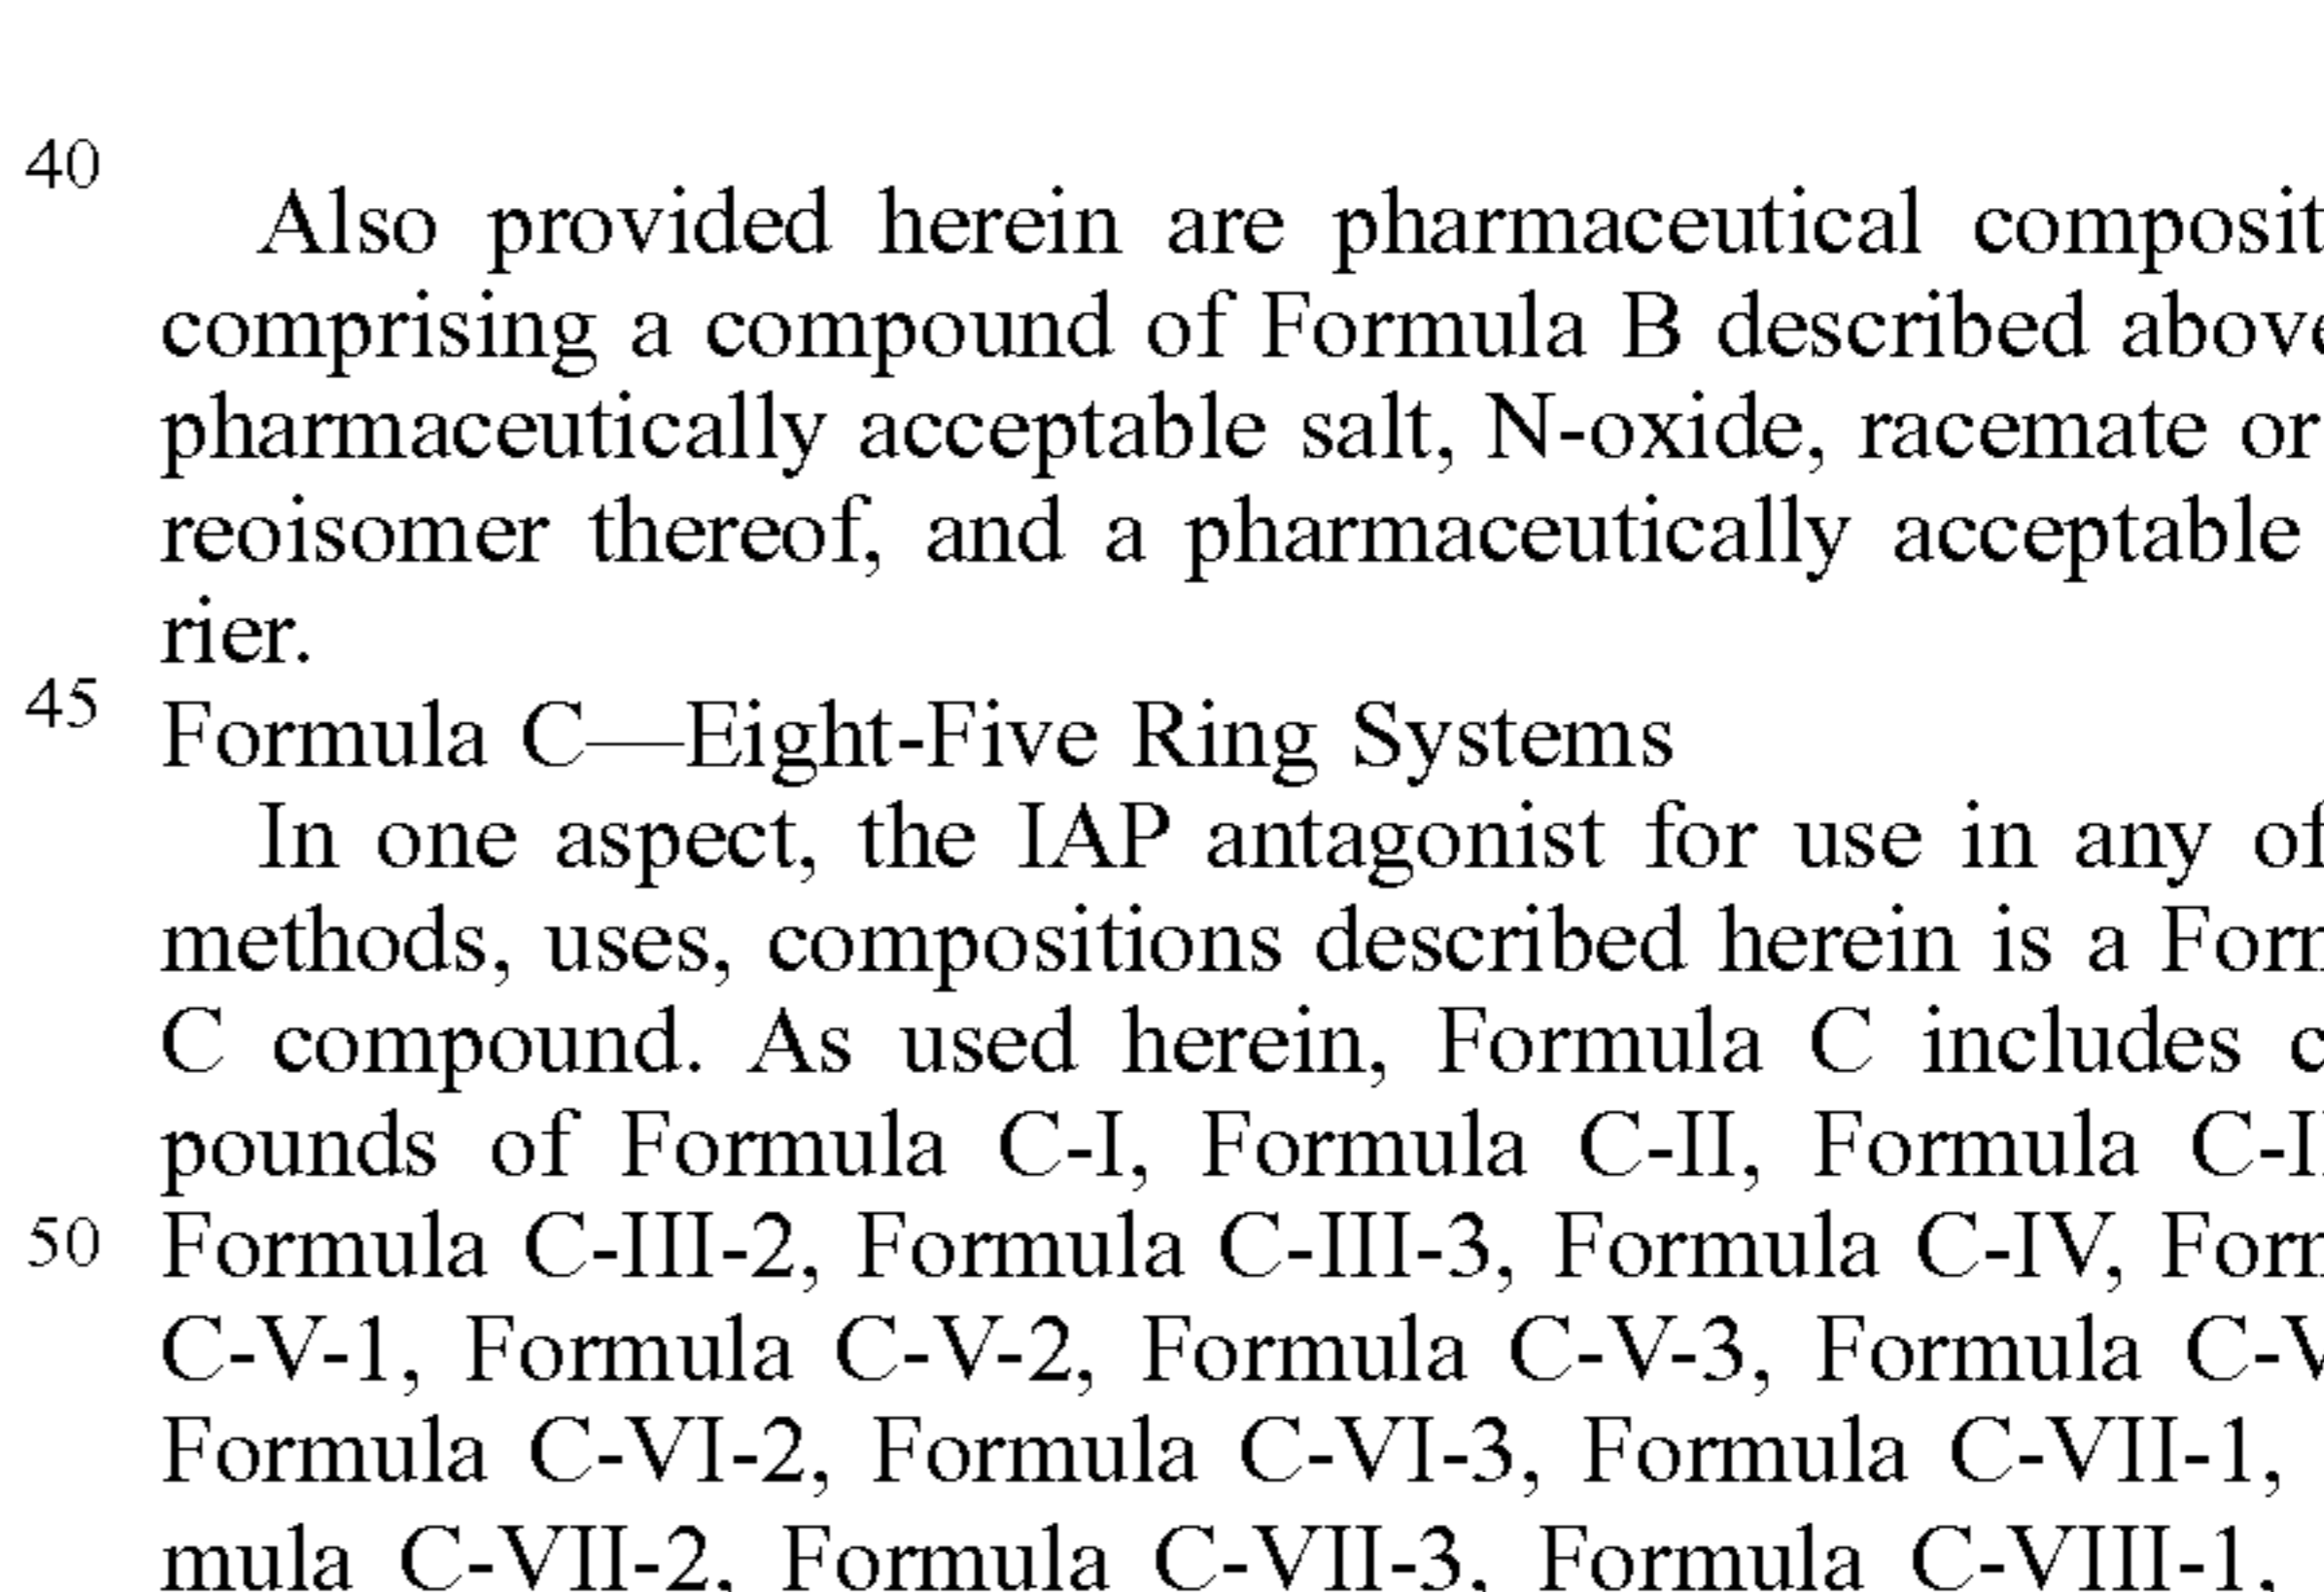 40
Also provided herein are pharmaceutical
comprising a compound of Formula B described above
pharmaceutically acceptable salt, N-oxide, racemate or
reoisomer thereof, and a pharmaceutically acceptable
rier.
45
Formula C—Eight-Five Ring Systems
In one aspect, the IAP antagonist for use in any of
methods, uses, compositions described herein is a
C compound. As used herein, Formula C includes
pounds of Formula C-I, Formula C-II, Formula
50 Formula C-III-2, Formula C-III-3, Formula C-IV,
C-V-1, Formula C-V-2, Formula C-V-3, Formula
Formula C-VI-2, Formula C-VI-3, Formula C-VII-1,
mula C-VII-2, Formula C-VII-3, Formula C-VIII-1,